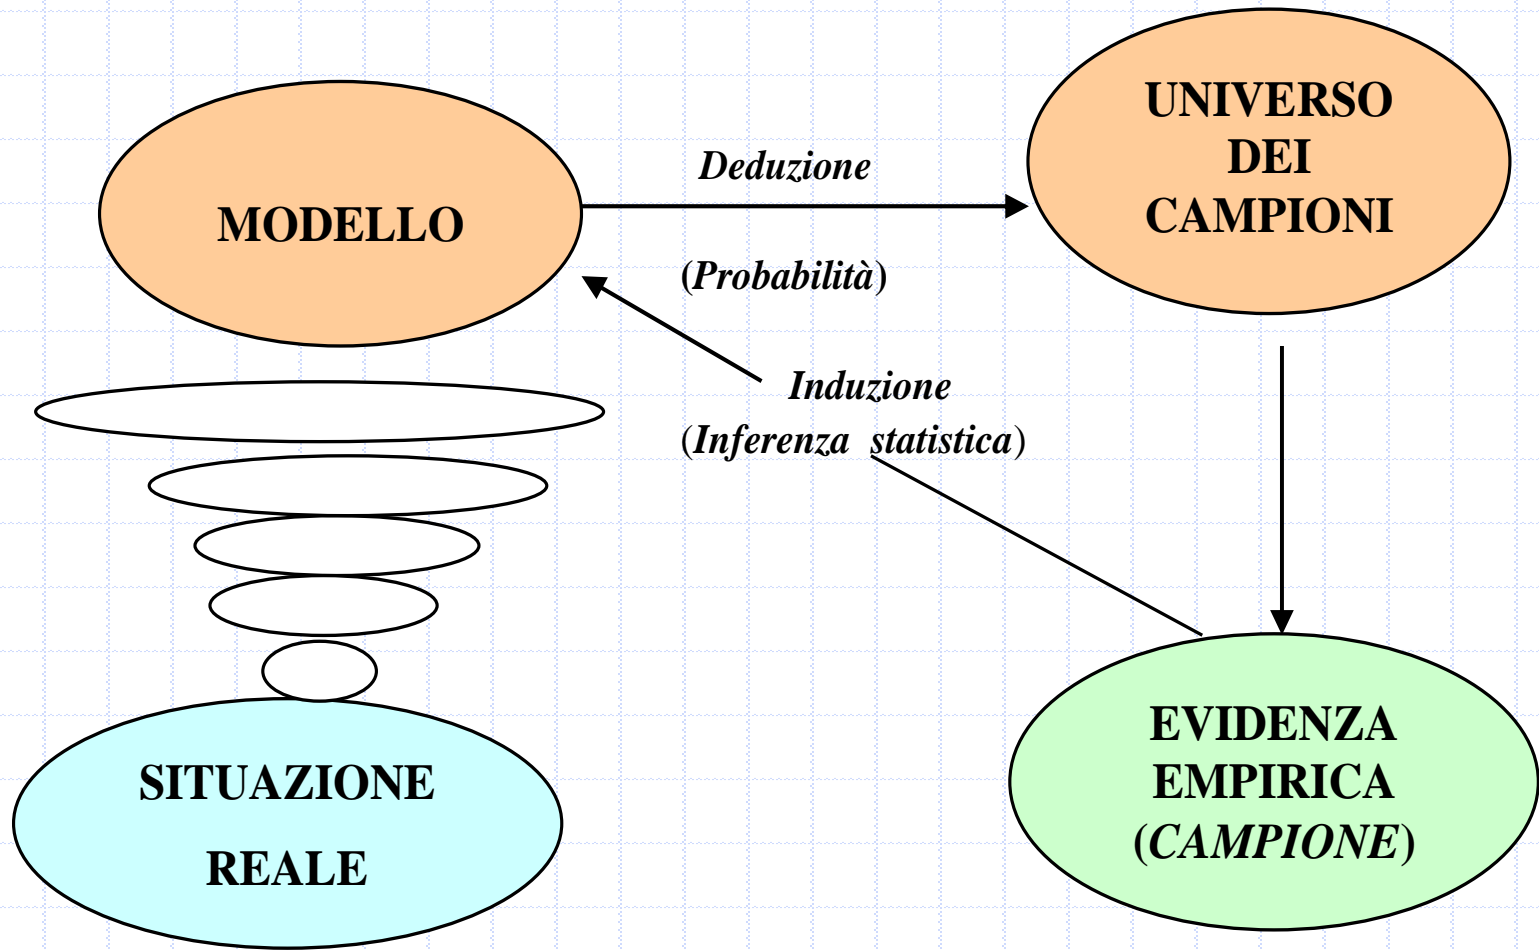 UNIVERSO
DEI
CAMPIONI
Deduzione
MODELLO
(Probabilità)
Induzione
(Inferenza statistica)
EVIDENZA
EMPIRICA
(CAMPIONE)
SITUAZIONE
REALE